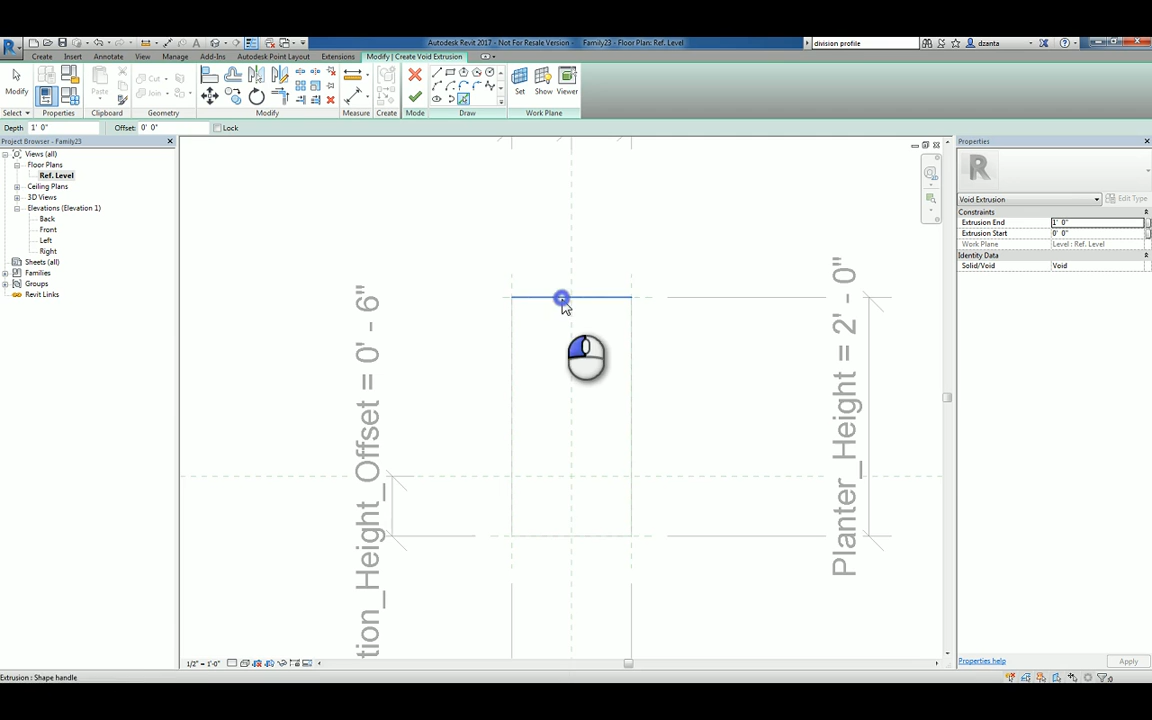 Autodesk Revit 2017 - Not For Resale Version - Family23 - Floor Plan: Ref. Level
division profile
dzanta
Create Insert Annotate View Manage Add-Ins Autodesk Point Layout Extensions Modify | Create Void Extrusion
Modify
Paste
Cut
Join
Set Show Viewer
Select Properties Clipboard Geometry Modify Measure Create Mode Draw Work Plane
Depth 1' 0" Offset: 0' 0" Lock
Project Browser - Family23
Views (all)
Floor Plans
Ref. Level
Ceiling Plans
3D Views
Elevations (Elevation 1)
Back
Front
Left
Right
Sheets (all)
Families
Groups
Revit Links
tion_Height_Offset = 0' - 6"
Planter_Height = 2' - 0"
Properties
Void Extrusion
Edit Type
Constraints
Extrusion End 1' 0"
Extrusion Start 0' 0"
Work Plane Level : Ref. Level
Identity Data
Solid/Void Void
Properties help
Apply
1/2" = 1'-0"
Extrusion : Shape handle
:0